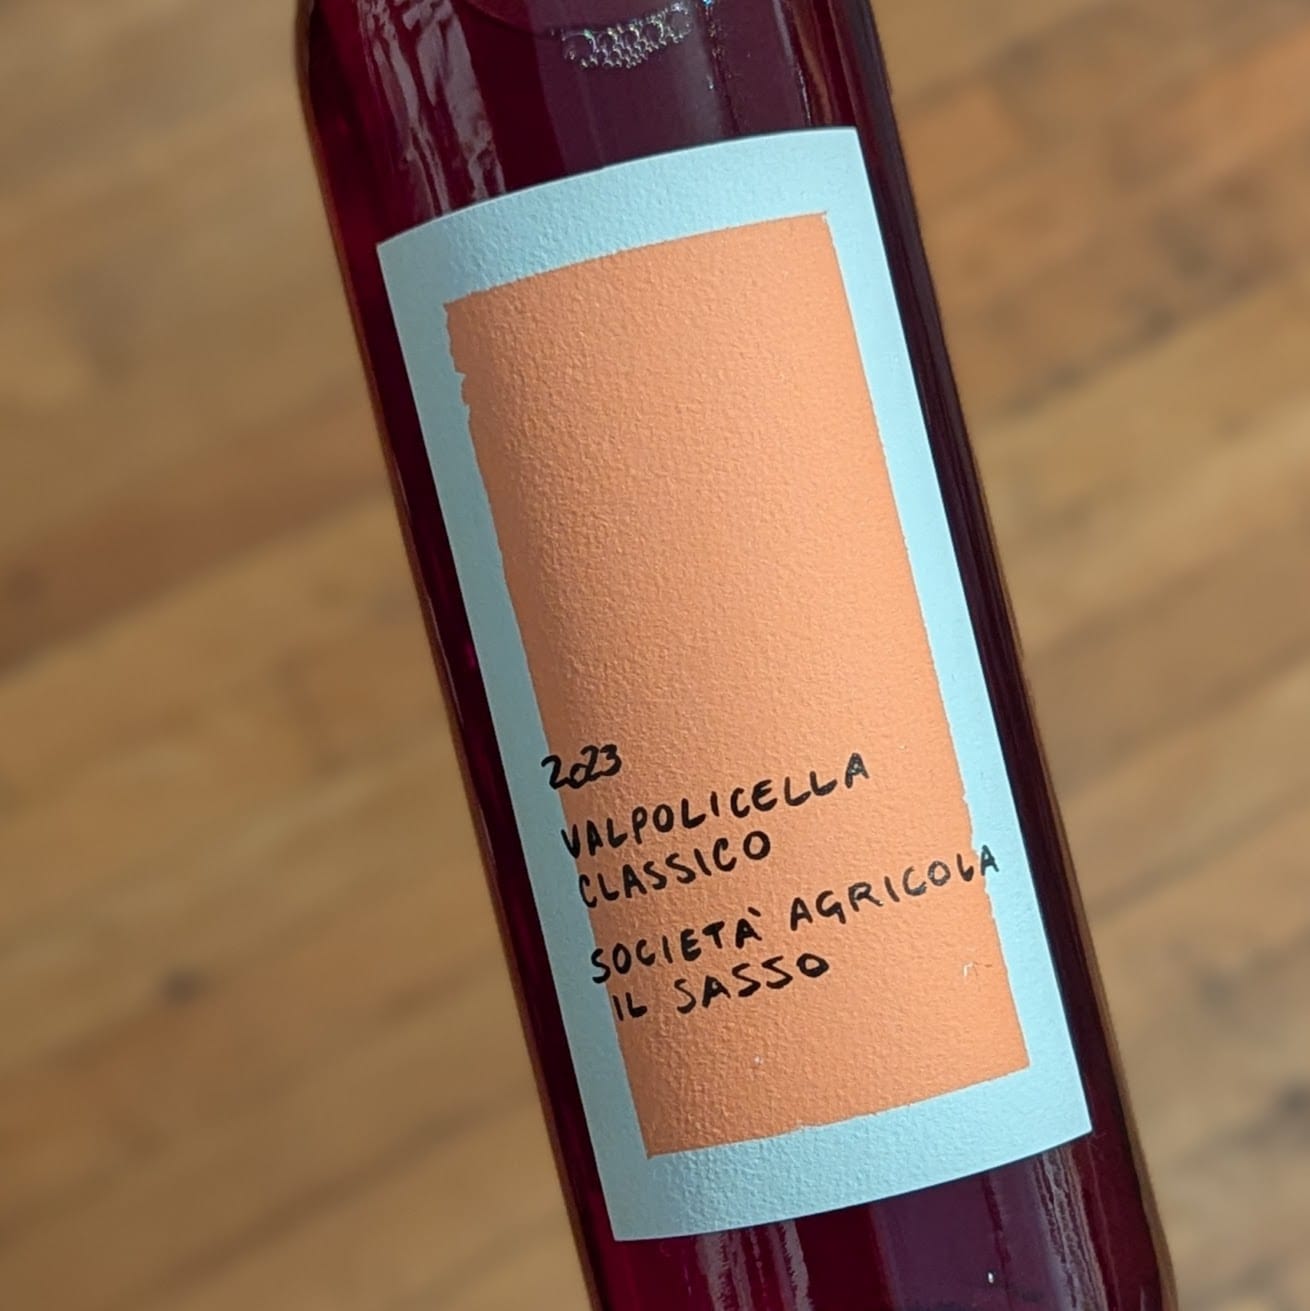 2023
VALPOLICELLA
CLASSICO
SOCIETÀ AGRICOLA
IL SASSO